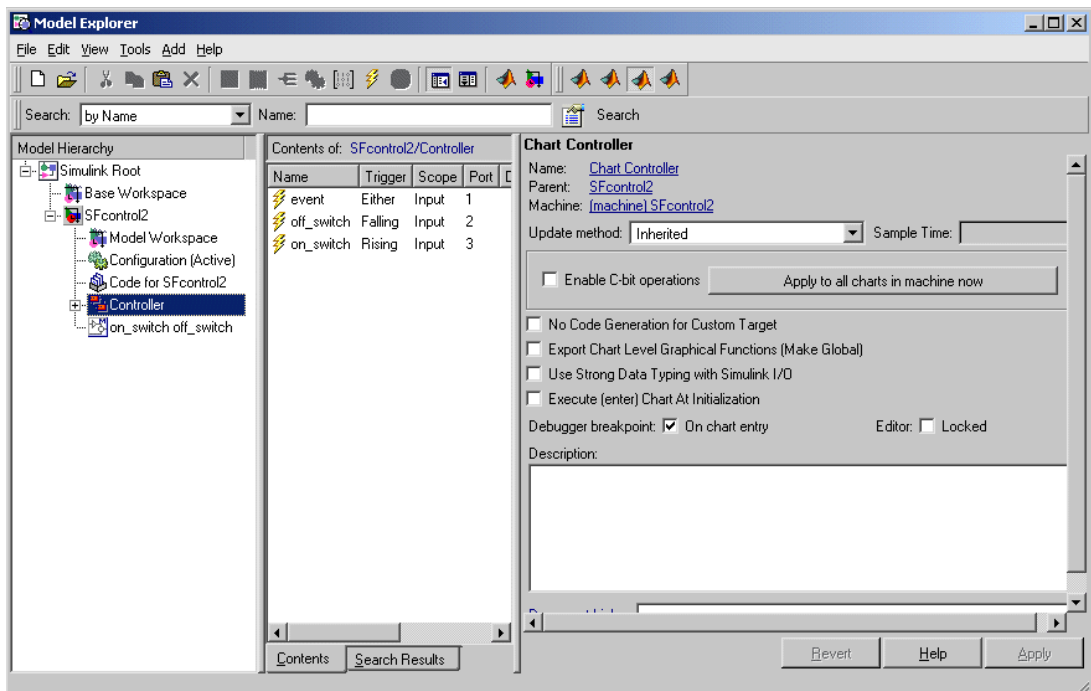 Model Explorer
File Edit View Tools Add Help
Search: by Name Name: Search
Model Hierarchy
Simulink Root
Base Workspace
SFcontrol2
Model Workspace
Configuration (Active)
Code for SFcontrol2
Controller
on_switch off_switch
Contents of: SFcontrol2/Controller
Name Trigger Scope Port D
event Either Input 1
off_switch Falling Input 2
on_switch Rising Input 3
Contents Search Results
Chart Controller
Name: Chart Controller
Parent: SFcontrol2
Machine: (machine) SFcontrol2
Update method: Inherited Sample Time:
Enable C-bit operations Apply to all charts in machine now
No Code Generation for Custom Target
Export Chart Level Graphical Functions (Make Global)
Use Strong Data Typing with Simulink I/O
Execute (enter) Chart At Initialization
Debugger breakpoint: On chart entry Editor: Locked
Description:
Revert Help Apply